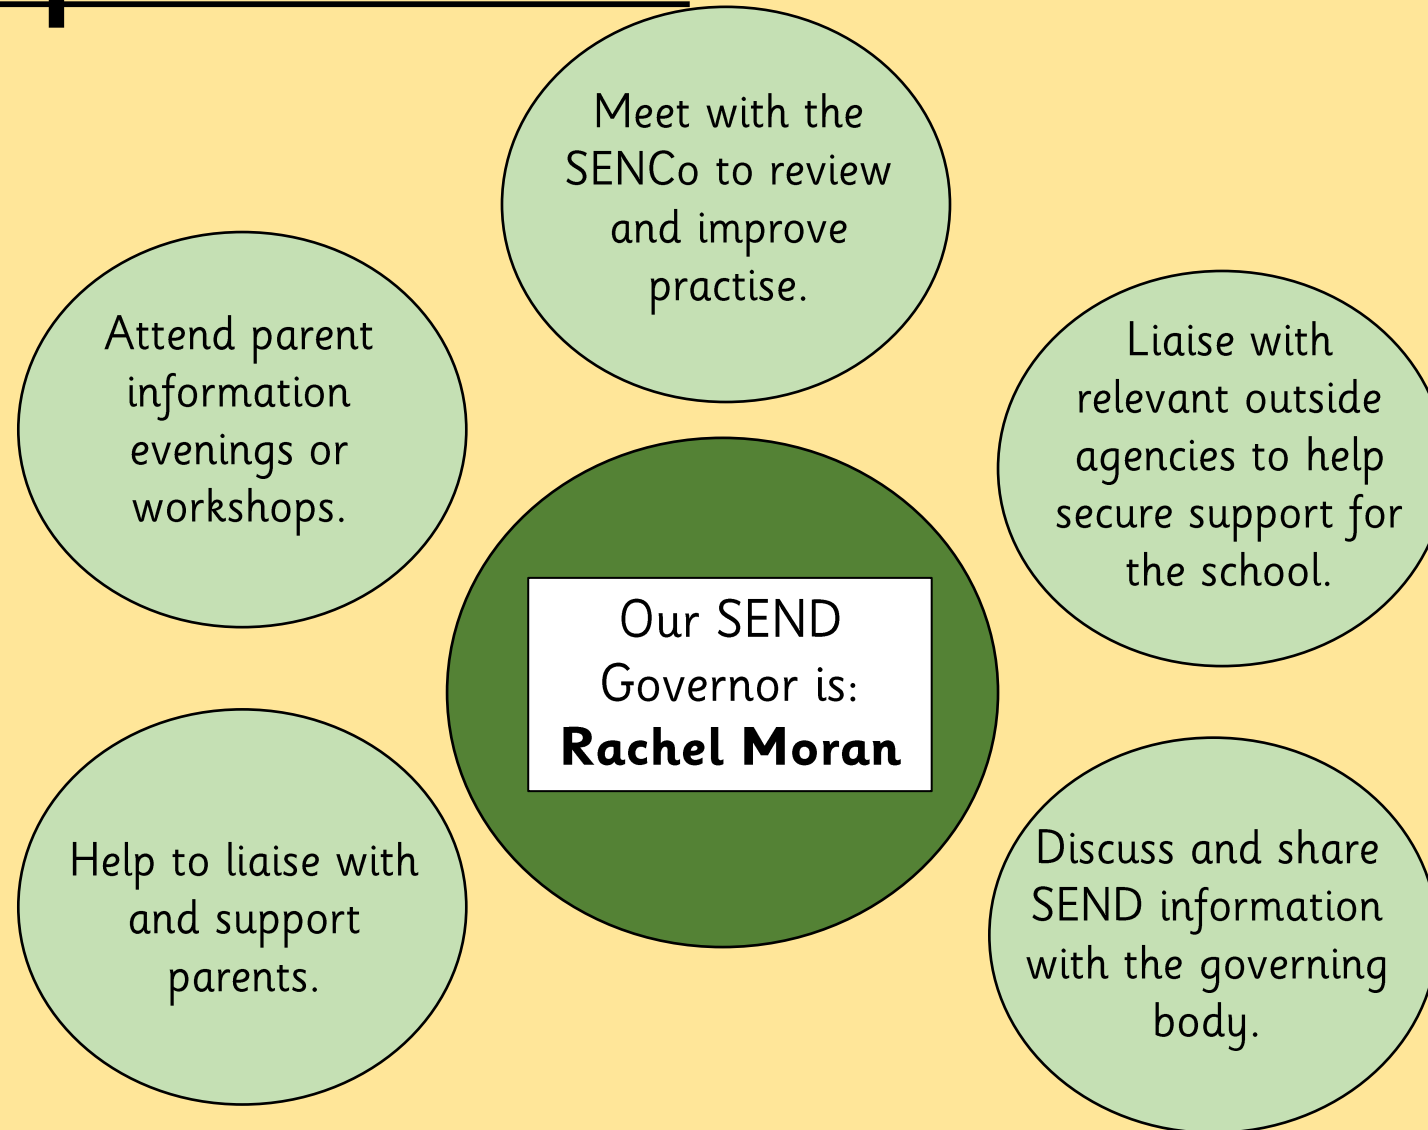 Meet with the
SENCo to review
and improve
practise.
Attend parent
information
evenings or
workshops.
Liaise with
relevant outside
agencies to help
secure support for
the school.
Our SEND
Governor is:
Rachel Moran
Help to liaise with
and support
parents.
Discuss and share
SEND information
with the governing
body.